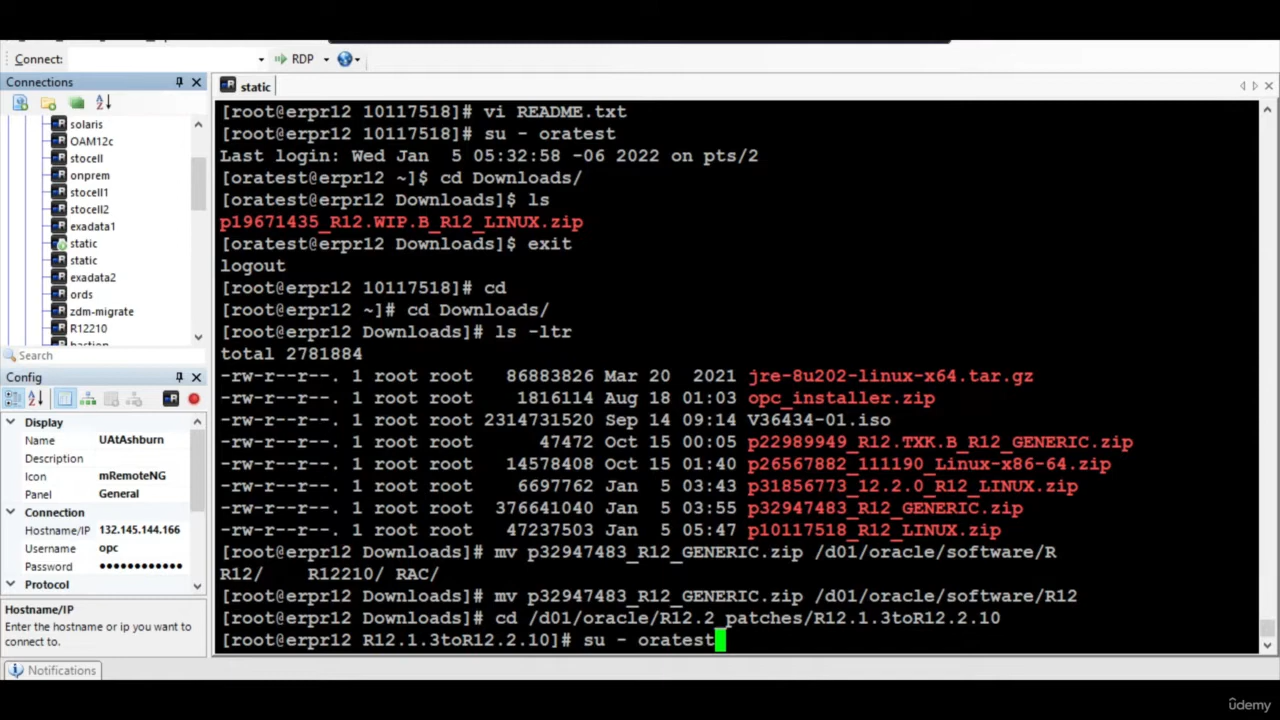 Connect:
RDP
Connections
static
solaris
OAM12c
stocell
onprem
stocell1
stocell2
exadata1
static
static
exadata2
ords
zdm-migrate
R12210
Search
Config
Display
Name UAtAshburn
Description
Icon mRemoteNG
Panel General
Connection
Hostname/IP 132.145.144.166
Username opc
Password ••••••••••••
Protocol
Hostname/IP
Enter the hostname or ip you want to connect to.
Notifications
[root@erpr12 10117518]# vi README.txt
[root@erpr12 10117518]# su - oratest
Last login: Wed Jan  5 05:32:58 -06 2022 on pts/2
[oratest@erpr12 ~]$ cd Downloads/
[oratest@erpr12 Downloads]$ ls
p19671435_R12.WIP.B_R12_LINUX.zip
[oratest@erpr12 Downloads]$ exit
logout
[root@erpr12 10117518]# cd
[root@erpr12 ~]# cd Downloads/
[root@erpr12 Downloads]# ls -ltr
total 2781884
-rw-r--r--. 1 root root   86883826 Mar 20  2021 jre-8u202-linux-x64.tar.gz
-rw-r--r--. 1 root root    1816114 Aug 18 01:03 opc_installer.zip
-rw-r--r--. 1 root root 2314731520 Sep 14 09:14 V36434-01.iso
-rw-r--r--. 1 root root      47472 Oct 15 00:05 p22989949_R12.TXK.B_R12_GENERIC.zip
-rw-r--r--. 1 root root   14578408 Oct 15 01:40 p26567882_111190_Linux-x86-64.zip
-rw-r--r--. 1 root root    6697762 Jan  5 03:43 p31856773_12.2.0_R12_LINUX.zip
-rw-r--r--. 1 root root  376641040 Jan  5 03:55 p32947483_R12_GENERIC.zip
-rw-r--r--. 1 root root   47237503 Jan  5 05:47 p10117518_R12_LINUX.zip
[root@erpr12 Downloads]# mv p32947483_R12_GENERIC.zip /d01/oracle/software/R
R12/    R12210/ RAC/
[root@erpr12 Downloads]# mv p32947483_R12_GENERIC.zip /d01/oracle/software/R12
[root@erpr12 Downloads]# cd /d01/oracle/R12.2_patches/R12.1.3toR12.2.10
[root@erpr12 R12.1.3toR12.2.10]# su - oratest
ûdemy